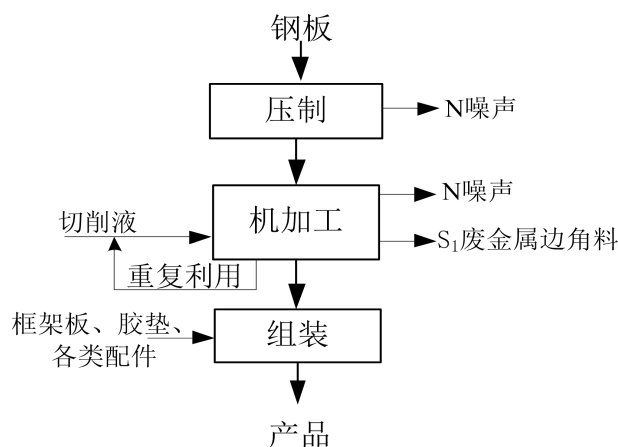 钢板
压制
N噪声
N噪声
切削液
机加工
S₁废金属边角料
重复利用
框架板、胶垫、
各类配件
组装
产品